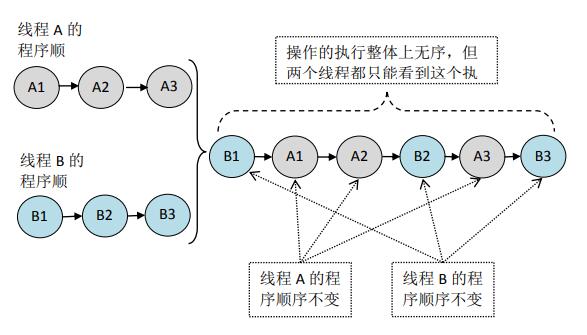 线程 A 的
程序顺
A1
A2
A3
线程 B 的
程序顺
B1
B2
B3
操作的执行整体上无序，但
两个线程都只能看到这个执
B1
A1
A2
B2
A3
B3
线程 A 的程
序顺序不变
线程 B 的程
序顺序不变